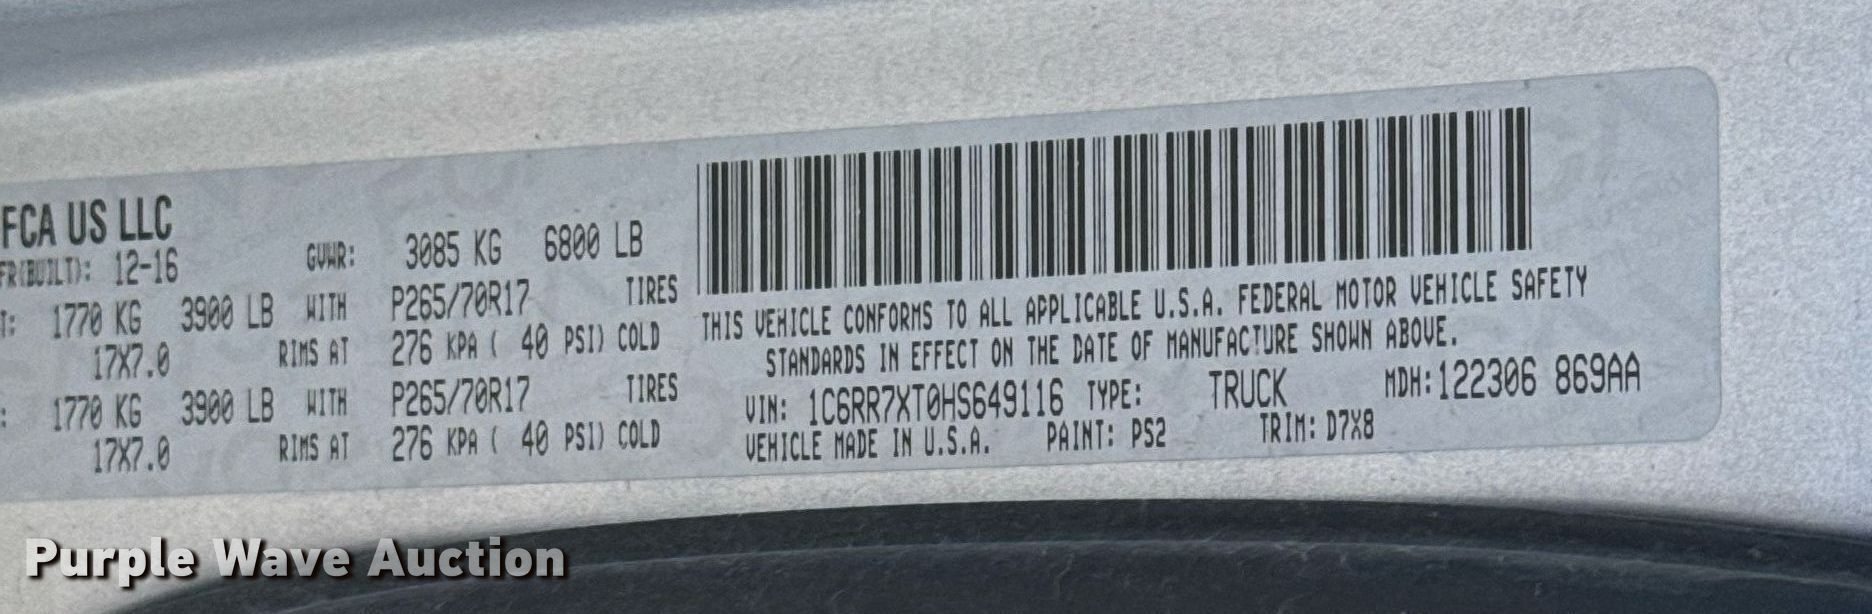 FCA US LLC
FR(BUILT): 12-16 GVWR: 3085 KG 6800 LB
T: 1770 KG 3900 LB WITH P265/70R17 TIRES
17X7.0 RIMS AT 276 KPA ( 40 PSI) COLD
: 1770 KG 3900 LB WITH P265/70R17 TIRES
17X7.0 RIMS AT 276 KPA ( 40 PSI) COLD
THIS VEHICLE CONFORMS TO ALL APPLICABLE U.S.A. FEDERAL MOTOR VEHICLE SAFETY
STANDARDS IN EFFECT ON THE DATE OF MANUFACTURE SHOWN ABOVE.
VIN: 1C6RR7XT0HS649116 TYPE: TRUCK MDH:122306 869AA
VEHICLE MADE IN U.S.A. PAINT: PS2 TRIM: D7X8
Purple Wave Auction